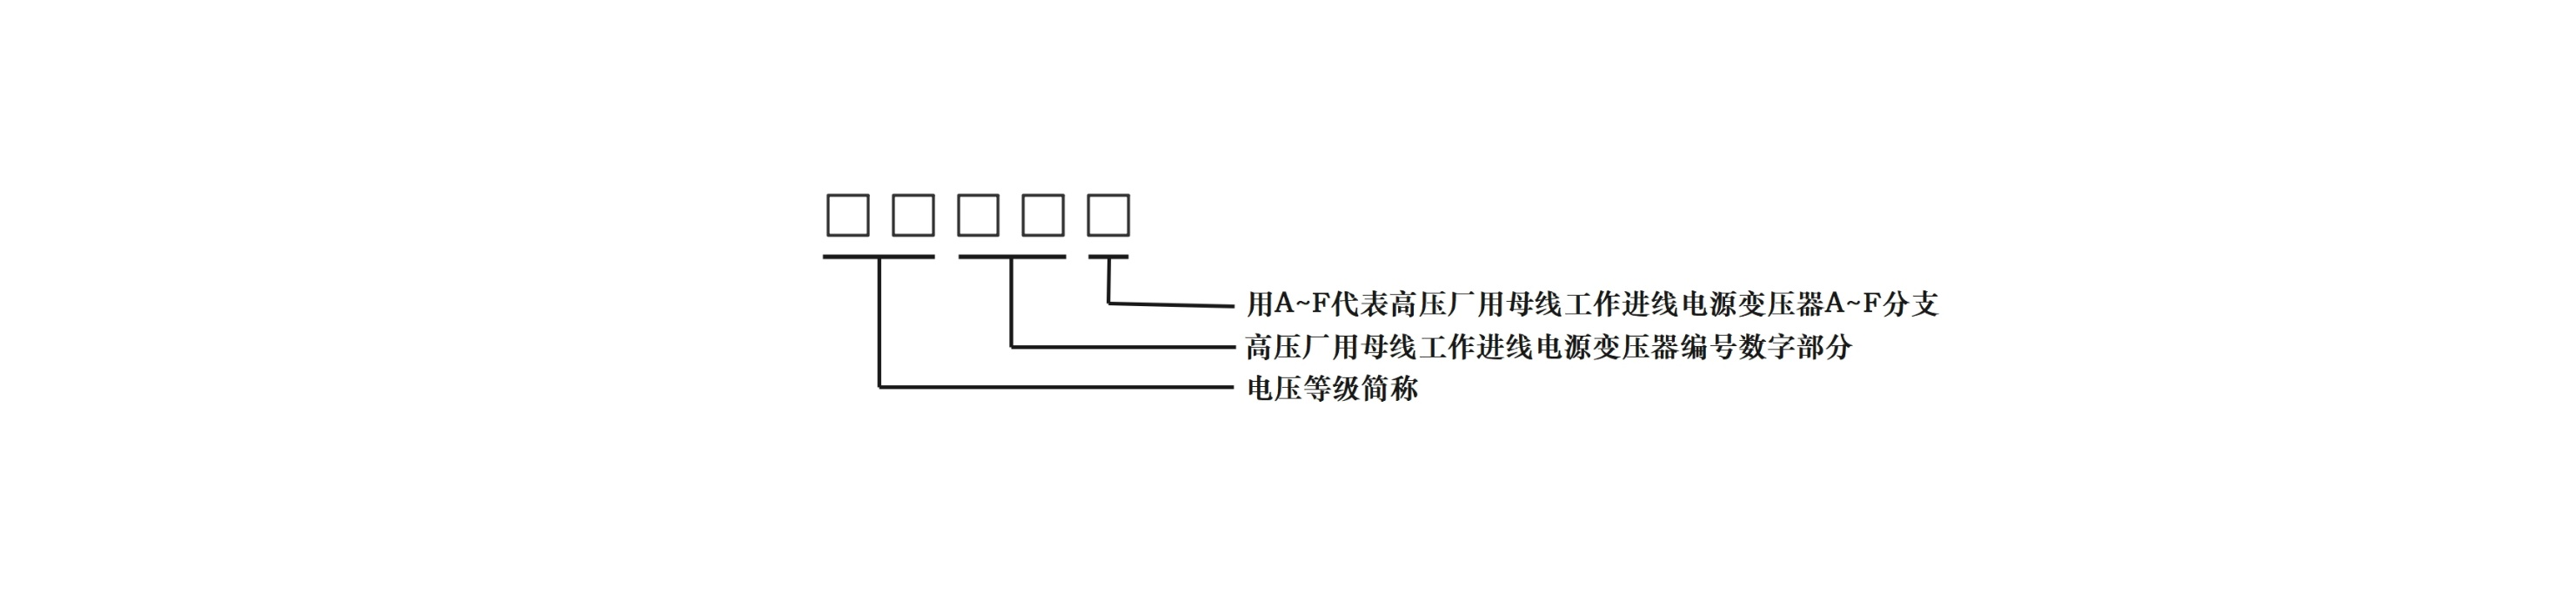 用A~F代表高压厂用母线工作进线电源变压器A~F分支
高压厂用母线工作进线电源变压器编号数字部分
电压等级简称